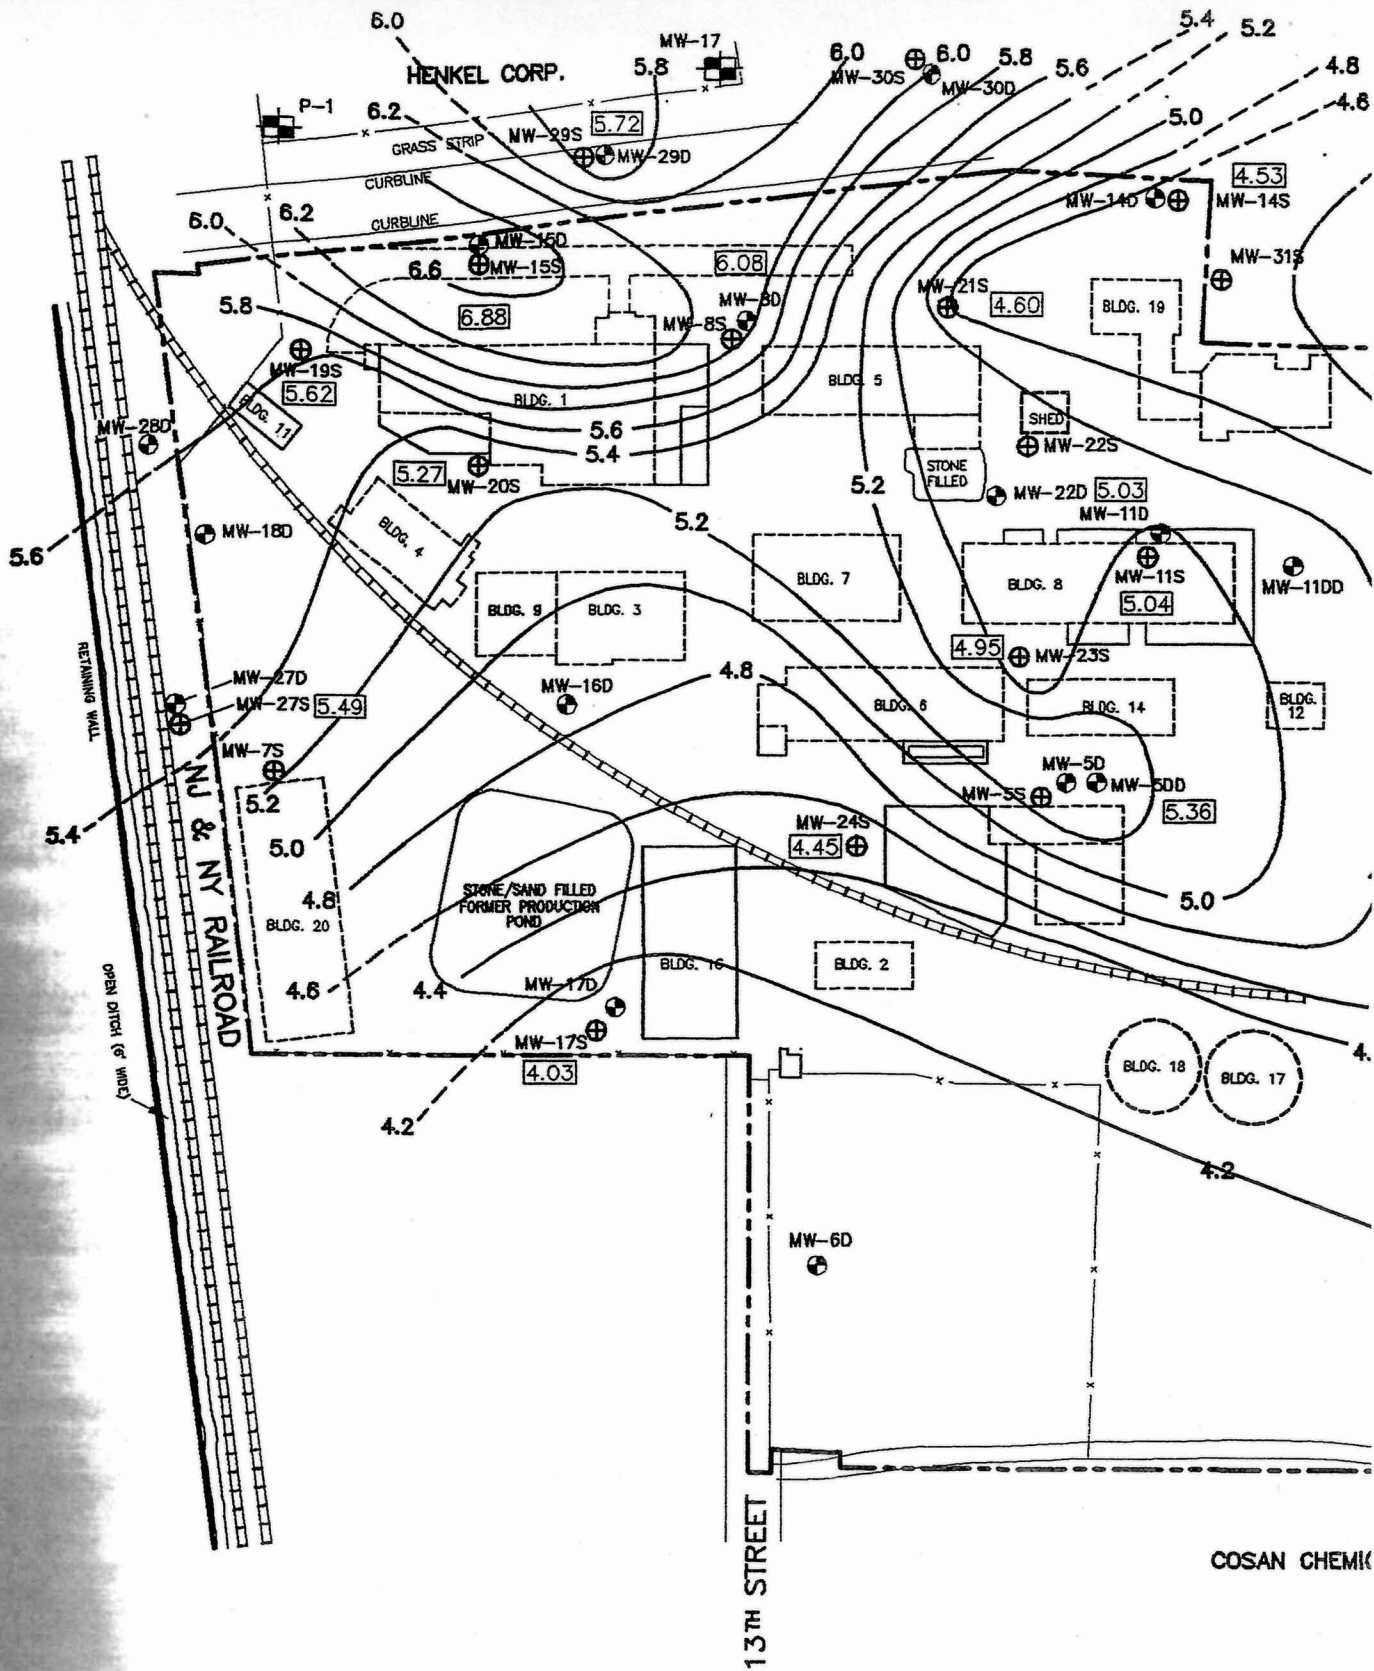 6.0
MW-17
5.4
5.2
HENKEL CORP.
5.8
6.0
MW-30S
6.0
MW-30D
5.8
5.6
4.8
4.6
P-1
6.2
MW-29S
5.72
5.0
GRASS STRIP
MW-29D
CURBLINE
4.53
MW-14D
MW-14S
6.0
6.2
CURBLINE
MW-15D
MW-15S
6.6
6.08
MW-31S
5.8
6.88
MW-8D
MW-8S
MW-21S
4.60
BLDG. 19
MW-19S
5.62
BLDG. 11
BLDG. 1
BLDG. 5
MW-28D
5.6
5.4
SHED
MW-22S
5.27
MW-20S
STONE
FILLED
5.2
MW-22D
5.03
MW-11D
5.6
MW-18D
BLDG. 4
5.2
BLDG. 7
BLDG. 8
MW-11S
MW-11DD
5.04
BLDG. 9
BLDG. 3
RETAINING WALL
4.95
MW-23S
4.8
MW-27D
MW-27S
5.49
MW-16D
BLDG. 6
BLDG. 14
BLDG.
12
MW-7S
NJ & NY RAILROAD
5.2
MW-5D
MW-5S
MW-5DD
5.36
5.4
5.0
MW-24S
4.45
4.8
BLDG. 20
STONE/SAND FILLED
FORMER PRODUCTION
POND
5.0
OPEN DITCH (6' WIDE)
4.6
4.4
MW-17D
BLDG. 16
BLDG. 2
MW-17S
4.03
4.
BLDG. 18
BLDG. 17
4.2
4.2
MW-6D
13TH STREET
COSAN CHEMIC